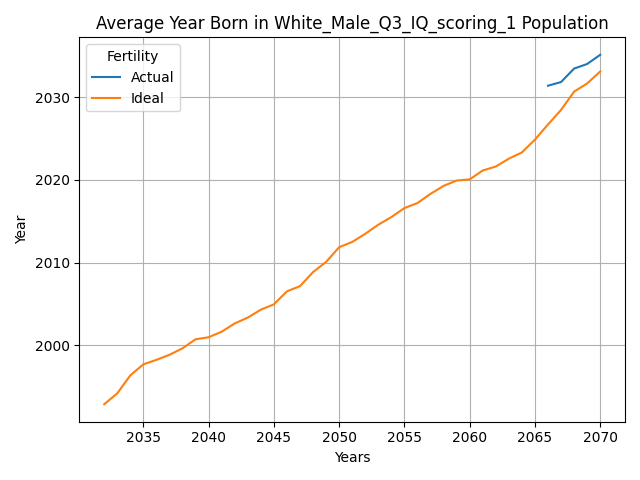 Average Year Born in White_Male_Q3_IQ_scoring_1 Population
Fertility
Actual
Ideal
2030
2020
2010
2000
Year
2035 2040 2045 2050 2055 2060 2065 2070
Years